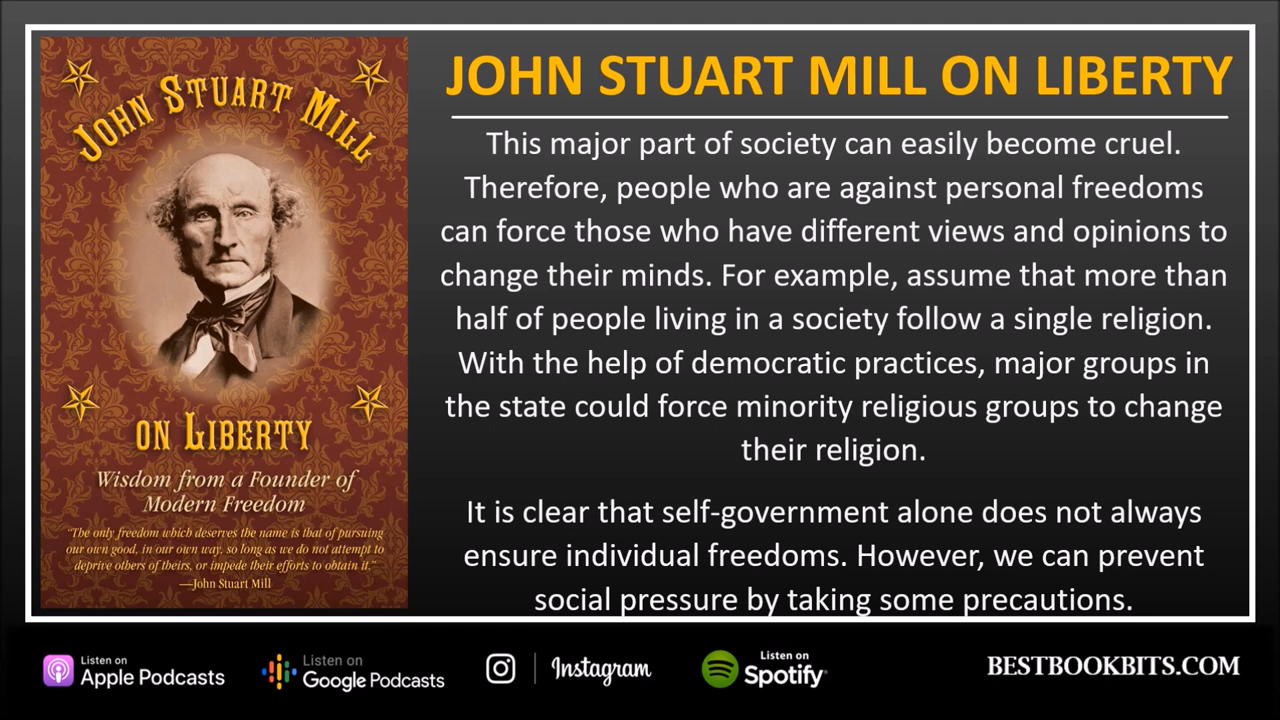 JOHN STUART MILL
ON LIBERTY
Wisdom from a Founder of
Modern Freedom
"The only freedom which deserves the name is that of pursuing
our own good, in our own way, so long as we do not attempt to
deprive others of theirs, or impede their efforts to obtain it."
—John Stuart Mill
JOHN STUART MILL ON LIBERTY
This major part of society can easily become cruel.
Therefore, people who are against personal freedoms
can force those who have different views and opinions to
change their minds. For example, assume that more than
half of people living in a society follow a single religion.
With the help of democratic practices, major groups in
the state could force minority religious groups to change
their religion.
It is clear that self-government alone does not always
ensure individual freedoms. However, we can prevent
social pressure by taking some precautions.
Listen on
Apple Podcasts
Listen on
Google Podcasts
Instagram
Listen on
Spotify
BESTBOOKBITS.COM